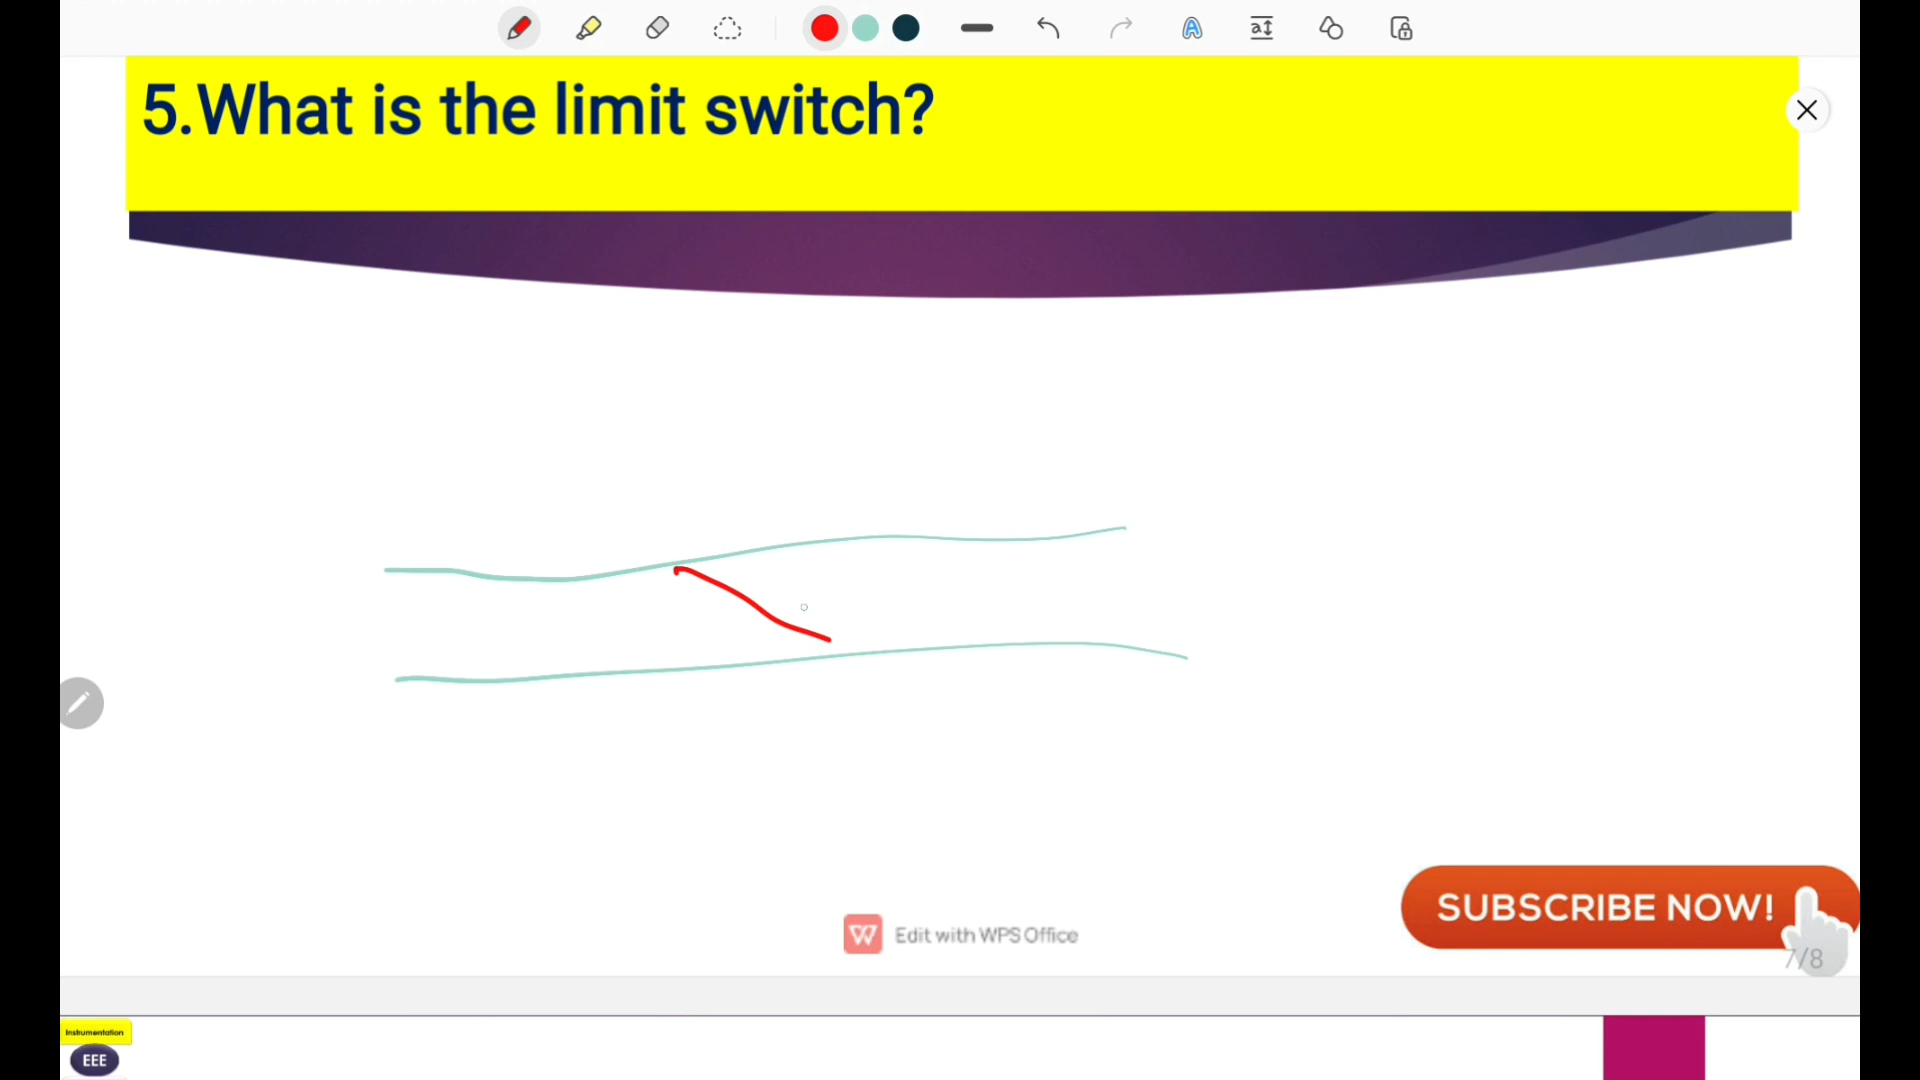 5.What is the limit switch?
SUBSCRIBE NOW!
Edit with WPS Office
7/8
Instrumentation
EEE